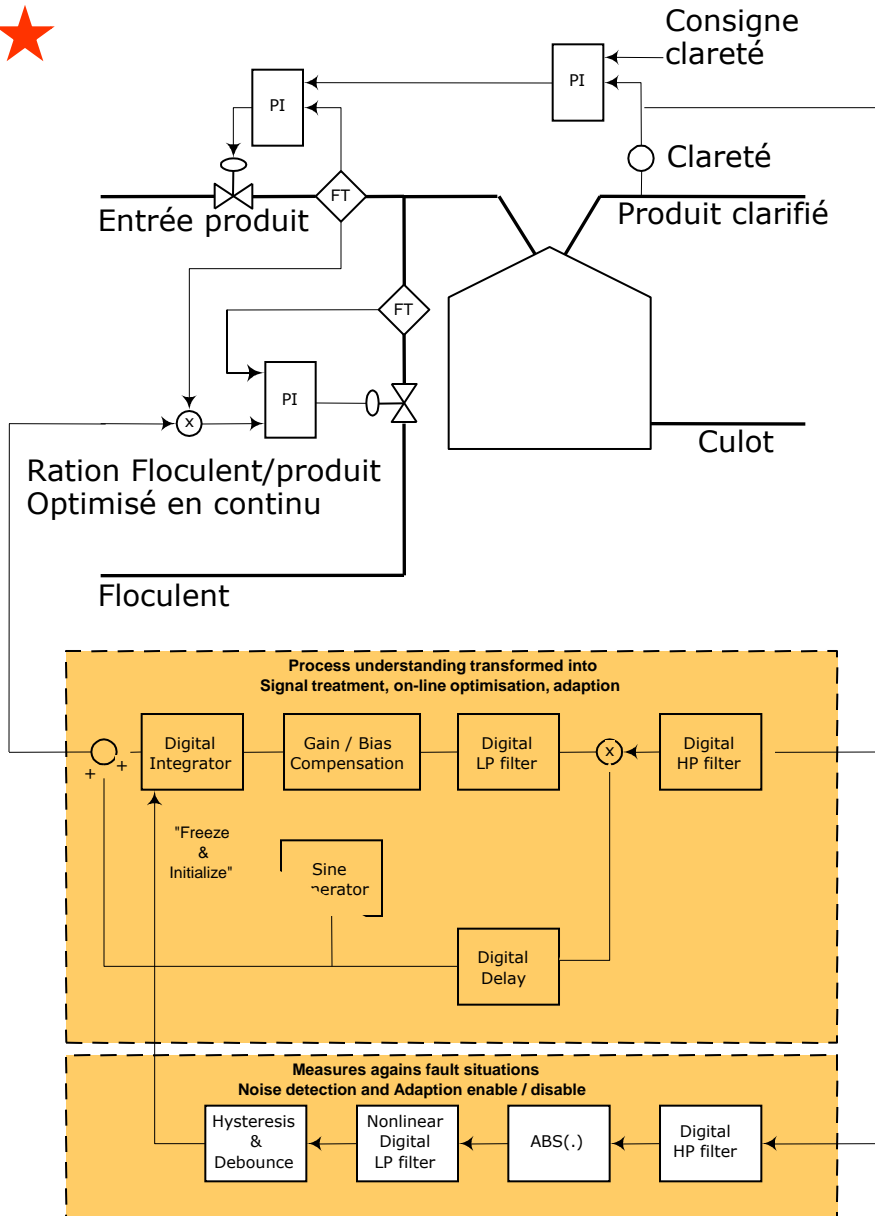 Consigne
clareté
PI
PI
Clareté
FT
Entrée produit
Produit clarifié
FT
PI
x
Culot
Ration Floculent/produit
Optimisé en continu
Floculent
Process understanding transformed into
Signal treatment, on-line optimisation, adaption
Digital
Integrator
Gain / Bias
Compensation
Digital
LP filter
x
Digital
HP filter
+ +
"Freeze
&
Initialize"
Sine
Digital
Delay
Measures agains fault situations
Noise detection and Adaption enable / disable
Hysteresis
&
Debounce
Nonlinear
Digital
LP filter
ABS(.)
Digital
HP filter